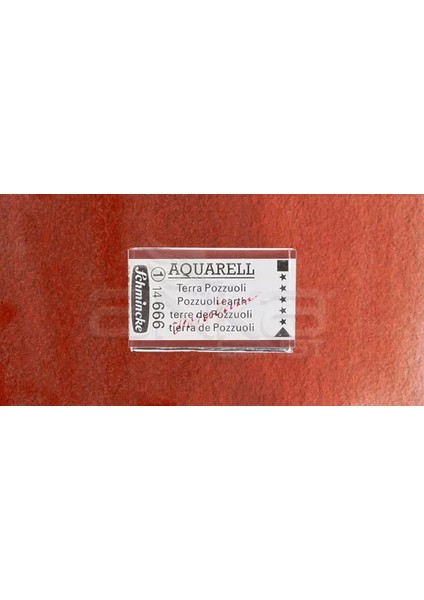 Schmincke
1
14 666
AQUARELL
Terra Pozzuoli
Pozzuoli earth
terre de Pozzuoli
tierra de Pozzuoli